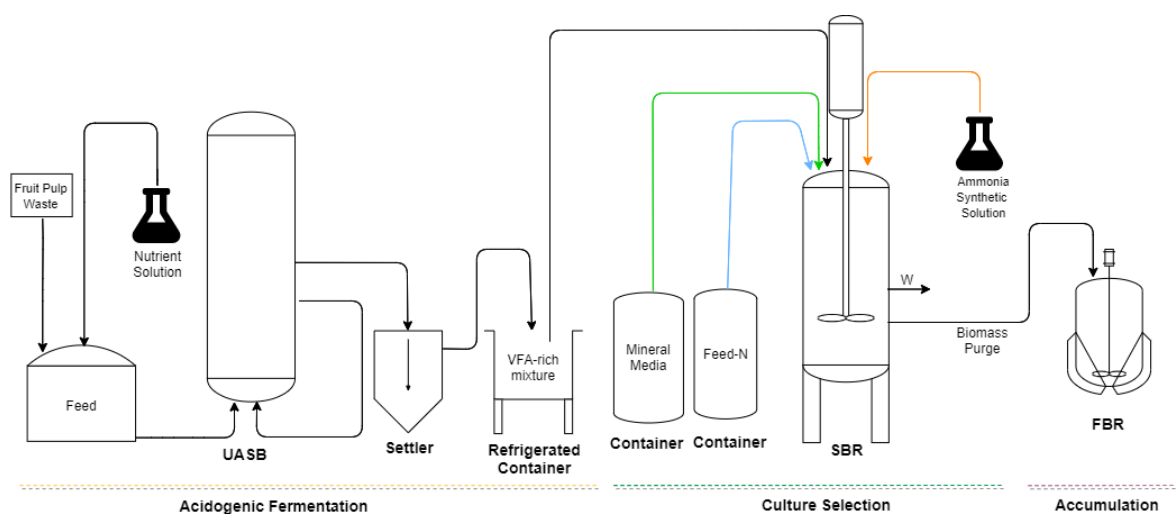 Fruit Pulp
Waste
Nutrient
Solution
Feed
UASB
Settler
VFA-rich
mixture
Refrigerated
Container
Mineral
Media
Container
Feed-N
Container
SBR
Ammonia
Synthetic
Solution
W
Biomass
Purge
FBR
Acidogenic Fermentation
Culture Selection
Accumulation